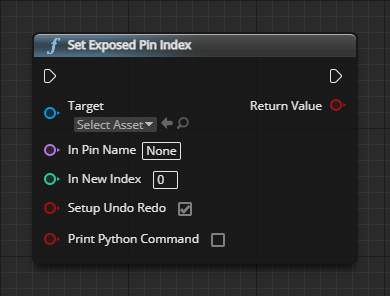 f Set Exposed Pin Index
Target
Return Value
Select Asset
In Pin Name None
In New Index 0
Setup Undo Redo
Print Python Command